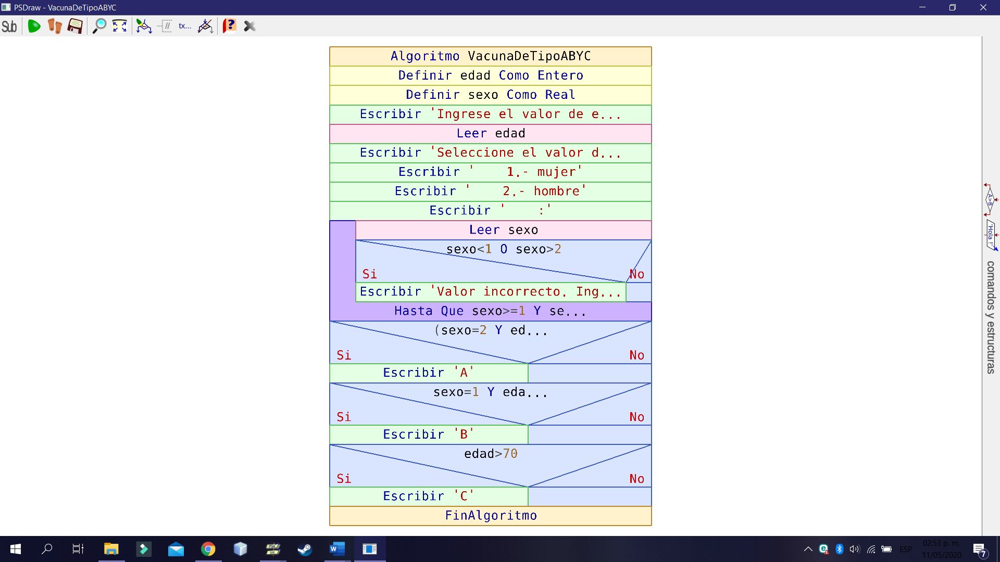 PSDraw - VacunaDeTipoABYC
Sub
tx...
Algoritmo VacunaDeTipoABYC
Definir edad Como Entero
Definir sexo Como Real
Escribir 'Ingrese el valor de e...
Leer edad
Escribir 'Seleccione el valor d...
Escribir '    1.- mujer'
Escribir '    2.- hombre'
Escribir '    :'
Leer sexo
sexo<1 O sexo>2
Si No
Escribir 'Valor incorrecto. Ing...
Hasta Que sexo>=1 Y se...
(sexo=2 Y ed...
Si No
Escribir 'A'
sexo=1 Y eda...
Si No
Escribir 'B'
edad>70
Si No
Escribir 'C'
FinAlgoritmo
A>B
'Hola !'
comandos y estructuras
ESP
02:53 p. m.
11/05/2020
7